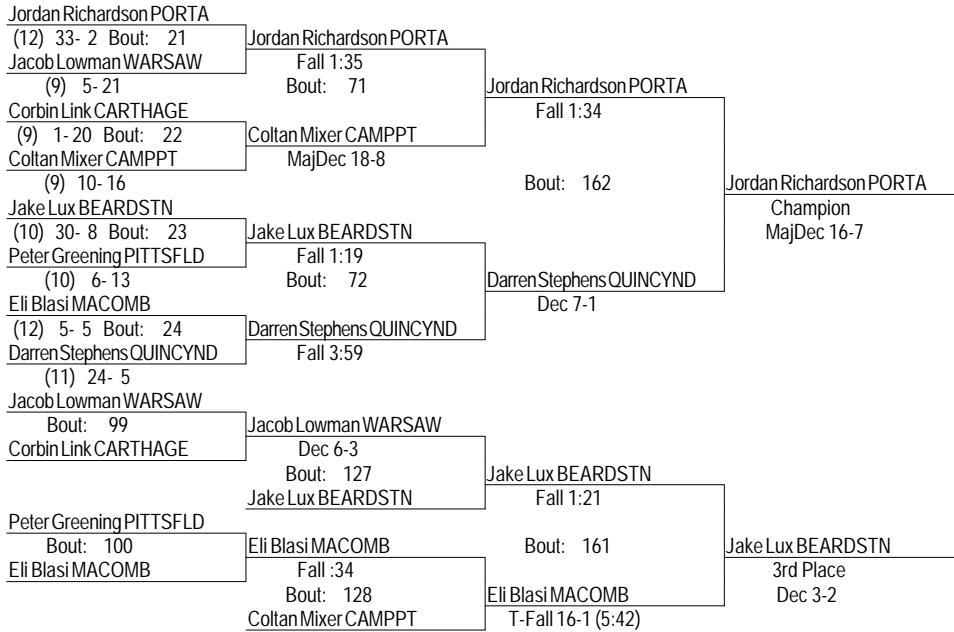 Jordan Richardson PORTA
(12) 33- 2 Bout: 21
Jordan Richardson PORTA
Jacob Lowman WARSAW
Fall 1:35
(9) 5- 21
Bout: 71
Jordan Richardson PORTA
Corbin Link CARTHAGE
Fall 1:34
(9) 1- 20 Bout: 22
Coltan Mixer CAMPPT
Coltan Mixer CAMPPT
MajDec 18-8
(9) 10- 16
Bout: 162
Jordan Richardson PORTA
Jake Lux BEARDSTN
Champion
(10) 30- 8 Bout: 23
Jake Lux BEARDSTN
MajDec 16-7
Peter Greening PITTSFLD
Fall 1:19
(10) 6- 13
Bout: 72
Darren Stephens QUINCYND
Eli Blasi MACOMB
Dec 7-1
(12) 5- 5 Bout: 24
Darren Stephens QUINCYND
Darren Stephens QUINCYND
Fall 3:59
(11) 24- 5
Jacob Lowman WARSAW
Bout: 99
Jacob Lowman WARSAW
Corbin Link CARTHAGE
Dec 6-3
Bout: 127
Jake Lux BEARDSTN
Jake Lux BEARDSTN
Fall 1:21
Peter Greening PITTSFLD
Bout: 100
Eli Blasi MACOMB
Bout: 161
Jake Lux BEARDSTN
Eli Blasi MACOMB
Fall :34
3rd Place
Bout: 128
Eli Blasi MACOMB
Dec 3-2
Coltan Mixer CAMPPT
T-Fall 16-1 (5:42)